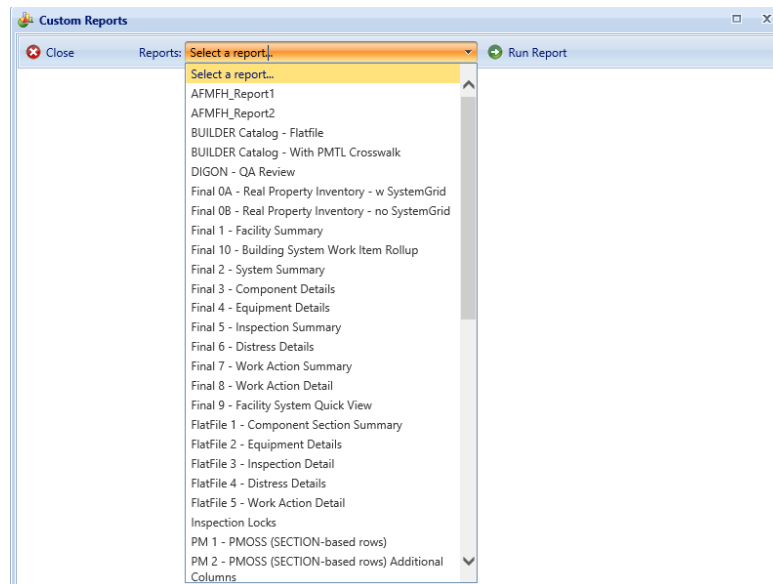 Custom Reports
Close Reports: Select a report... Run Report
Select a report...
AFMFH_Report1
AFMFH_Report2
BUILDER Catalog - Flatfile
BUILDER Catalog - With PMTL Crosswalk
DIGON - QA Review
Final 0A - Real Property Inventory - w SystemGrid
Final 0B - Real Property Inventory - no SystemGrid
Final 1 - Facility Summary
Final 10 - Building System Work Item Rollup
Final 2 - System Summary
Final 3 - Component Details
Final 4 - Equipment Details
Final 5 - Inspection Summary
Final 6 - Distress Details
Final 7 - Work Action Summary
Final 8 - Work Action Detail
Final 9 - Facility System Quick View
FlatFile 1 - Component Section Summary
FlatFile 2 - Equipment Details
FlatFile 3 - Inspection Detail
FlatFile 4 - Distress Details
FlatFile 5 - Work Action Detail
Inspection Locks
PM 1 - PMOSS (SECTION-based rows)
PM 2 - PMOSS (SECTION-based rows) Additional
Columns